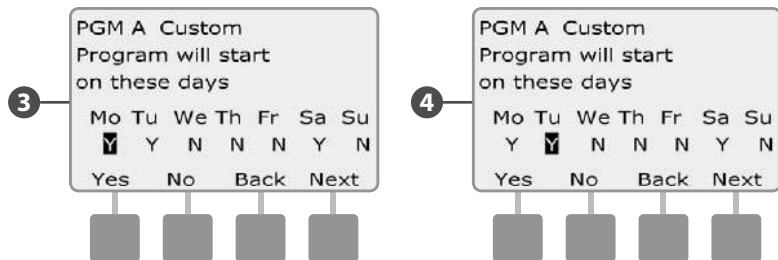 3
PGM A Custom
Program will start
on these days
Mo Tu We Th Fr Sa Su
Y Y N N N Y N
Yes No Back Next
4
PGM A Custom
Program will start
on these days
Mo Tu We Th Fr Sa Su
Y Y N N N Y N
Yes No Back Next